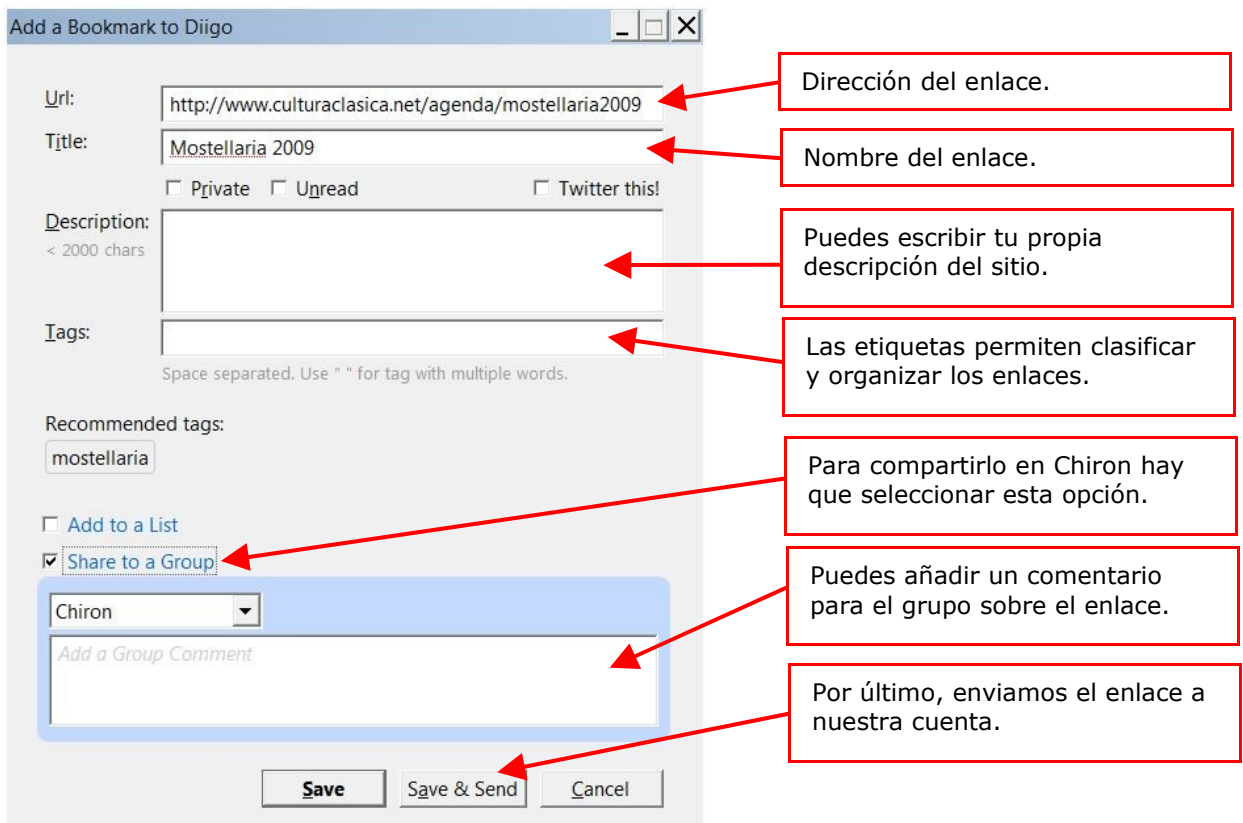 Add a Bookmark to Diigo
Url:
http://www.culturaclasica.net/agenda/mostellaria2009
Dirección del enlace.
Title:
Mostellaria 2009
Nombre del enlace.
Private
Unread
Twitter this!
Description:
< 2000 chars
Puedes escribir tu propia
descripción del sitio.
Tags:
Space separated. Use " " for tag with multiple words.
Las etiquetas permiten clasificar
y organizar los enlaces.
Recommended tags:
mostellaria
Para compartirlo en Chiron hay
que seleccionar esta opción.
Add to a List
Share to a Group
Chiron
Add a Group Comment
Puedes añadir un comentario
para el grupo sobre el enlace.
Por último, enviamos el enlace a
nuestra cuenta.
Save
Save & Send
Cancel